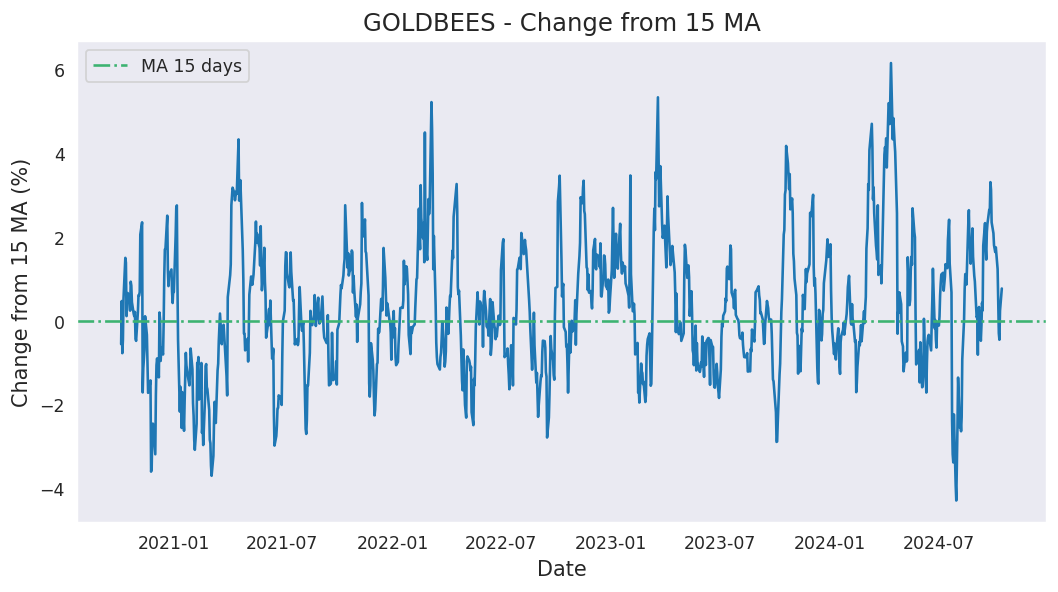 GOLDBEES - Change from 15 MA
MA 15 days
Change from 15 MA (%)
6
4
2
0
−2
−4
2021-01 2021-07 2022-01 2022-07 2023-01 2023-07 2024-01 2024-07
Date